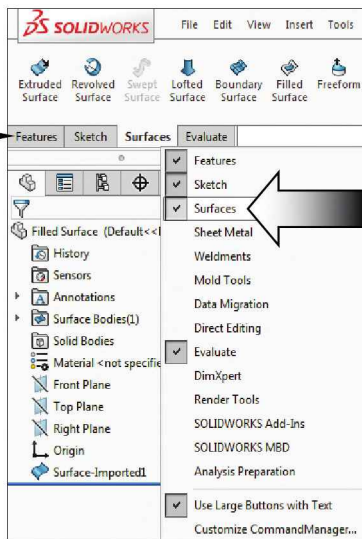 SOLIDWORKS File Edit View Insert Tools
Extruded Surface Revolved Surface Swept Surface Lofted Surface Boundary Surface Filled Surface Freeform
Features Sketch Surfaces Evaluate
Filled Surface (Default<<
History
Sensors
Annotations
Surface Bodies(1)
Solid Bodies
Material <not specifie
Front Plane
Top Plane
Right Plane
Origin
Surface-Imported1
Features
Sketch
Surfaces
Sheet Metal
Weldments
Mold Tools
Data Migration
Direct Editing
Evaluate
DimXpert
Render Tools
SOLIDWORKS Add-Ins
SOLIDWORKS MBD
Analysis Preparation
Use Large Buttons with Text
Customize CommandManager...